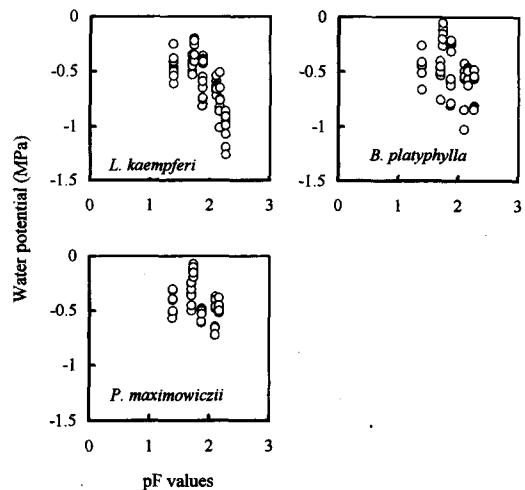 0
-0.5
-1
-1.5
L. kaempferi
0 1 2 3
0
-0.5
-1
-1.5
B. platyphylla
0 1 2 3
Water potential (MPa)
0
-0.5
-1
-1.5
P. maximowiczii
0 1 2 3
pF values